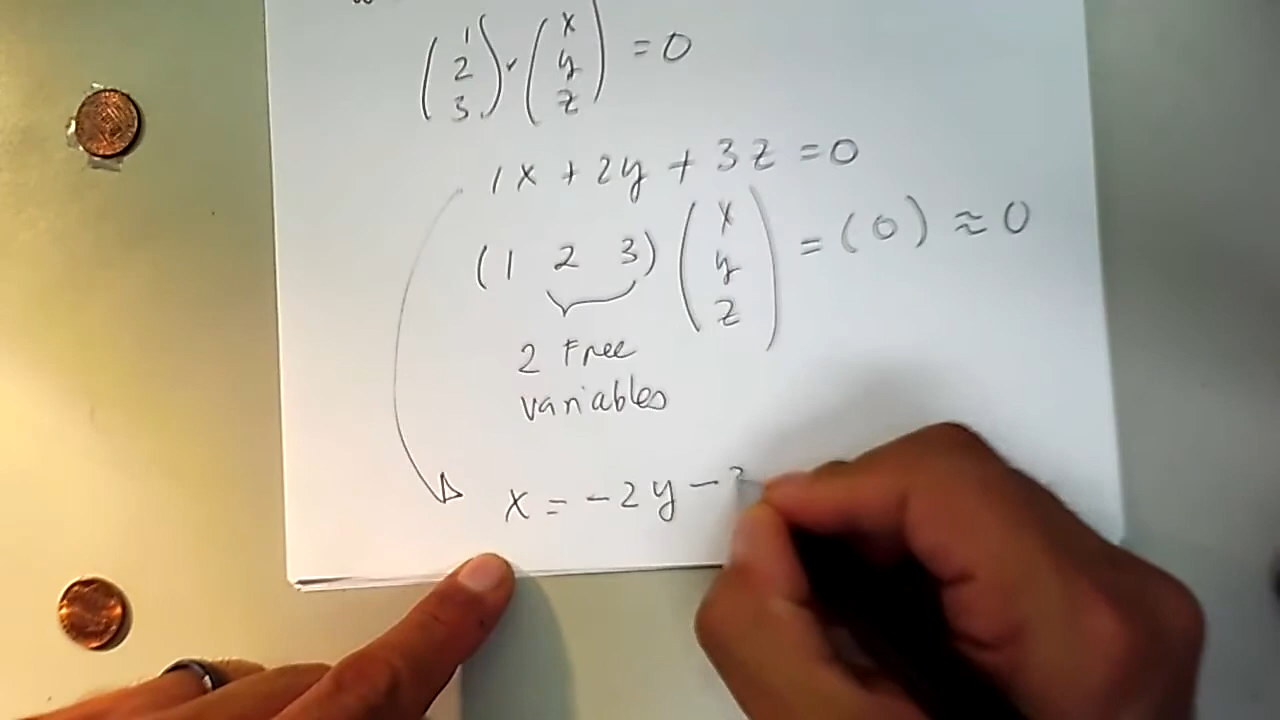 (1 2 3) · (x y z) = 0
1x + 2y + 3z = 0
(1 2 3) (x y z) = (0) ≈ 0
2 Free
variables
x = -2y -